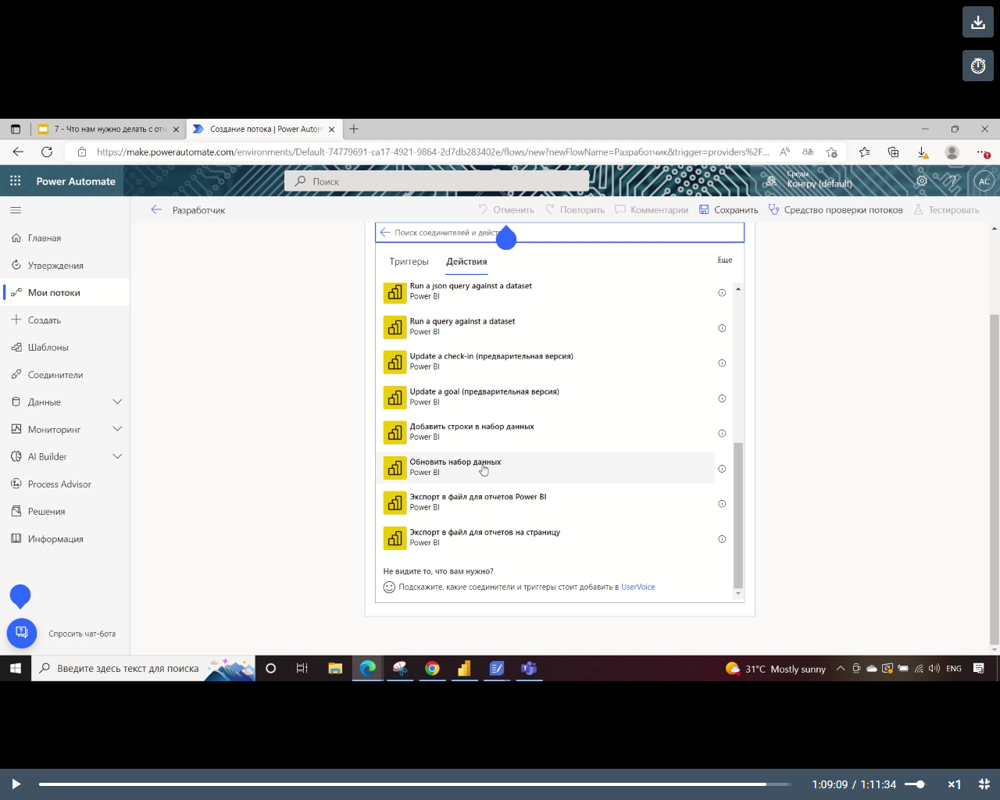 7 - Что нам нужно делать с отч
Создание потока | Power Autom
https://make.powerautomate.com/environments/Default-74779691-ca17-4921-9864-2d7db283402e/flows/new?newFlowName=Разработчик&trigger=providers%2F...
Power Automate
Поиск
Среды
Конгру (default)
AC
Разработчик
Отменить
Повторить
Комментарии
Сохранить
Средство проверки потоков
Тестировать
Главная
Утверждения
Мои потоки
Создать
Шаблоны
Соединители
Данные
Мониторинг
AI Builder
Process Advisor
Решения
Информация
Спросить чат-бота
Поиск соединителей и дейст
Триггеры
Действия
Еще
Run a json query against a dataset
Power BI
Run a query against a dataset
Power BI
Update a check-in (предварительная версия)
Power BI
Update a goal (предварительная версия)
Power BI
Добавить строки в набор данных
Power BI
Обновить набор данных
Power BI
Экспорт в файл для отчетов Power BI
Power BI
Экспорт в файл для отчетов на страницу
Power BI
Не видите то, что вам нужно?
Подскажите, какие соединители и триггеры стоит добавить в UserVoice
Введите здесь текст для поиска
31°C Mostly sunny
ENG
1:09:09 / 1:11:34
×1